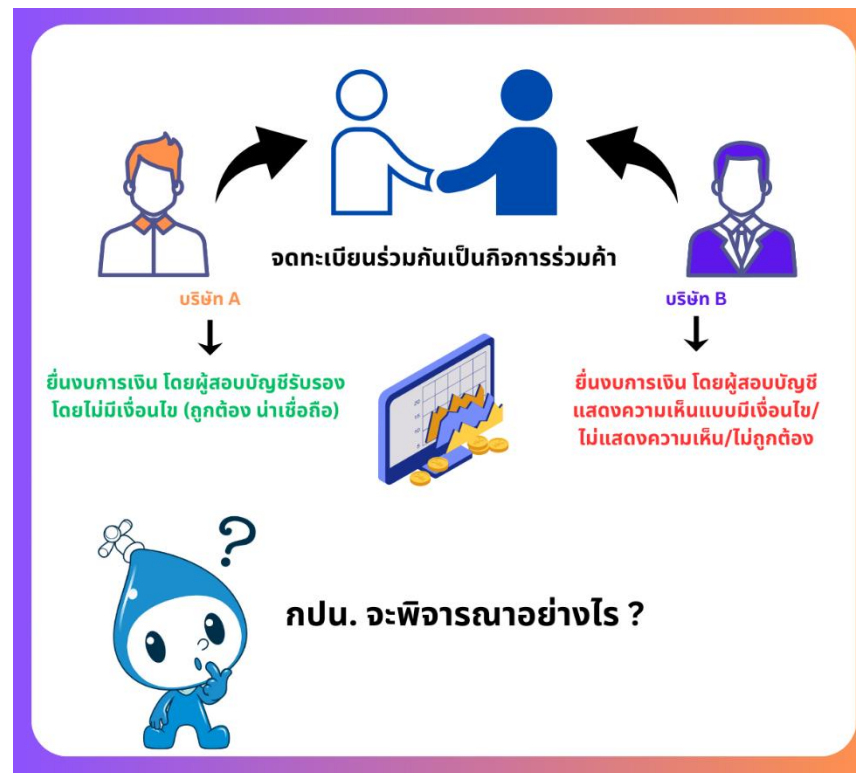 จดทะเบียนร่วมกันเป็นกิจการร่วมค้า
บริษัท A
บริษัท B
ยื่นงบการเงิน โดยผู้สอบบัญชีรับรอง
โดยไม่มีเงื่อนไข (ถูกต้อง น่าเชื่อถือ)
ยื่นงบการเงิน โดยผู้สอบบัญชี
แสดงความเห็นแบบมีเงื่อนไข/
ไม่แสดงความเห็น/ไม่ถูกต้อง
?
กปน. จะพิจารณาอย่างไร ?